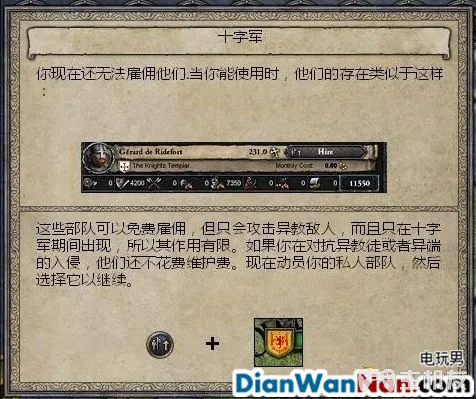 十字军
你现在还无法雇佣他们.当你能使用时，他们的存在类似于这样
：
Gérard de Ridefort 231.0 Hire
The Knights Templar Monthly Cost: 0.00
0 4200 0 0 7350 0 0 0 11550
这些部队可以免费雇佣，但只会攻击异教敌人，而且只在十字
军期间出现，所以其作用有限。如果你在对抗异教徒或者异端
的入侵，他们还不花费维护费。现在动员你的私人部队，然后
选择它以继续。
+
电玩男
DianWanNan.com